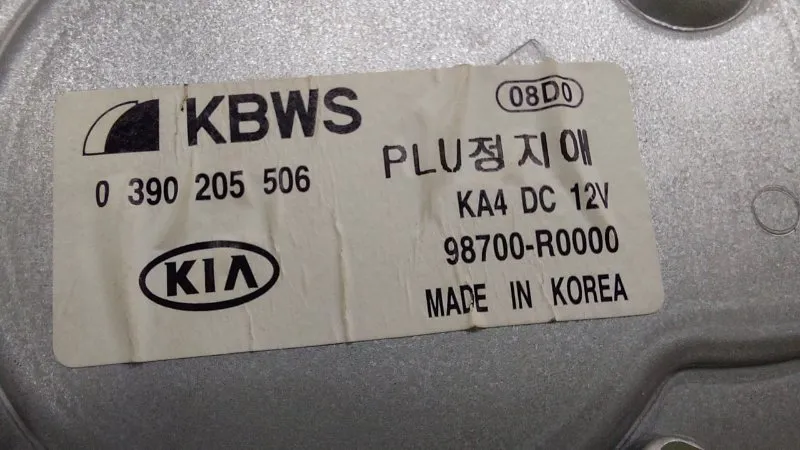 KBWS
08D0
0 390 205 506
PLU정지애
KA4 DC 12V
98700-R0000
KIA
MADE IN KOREA